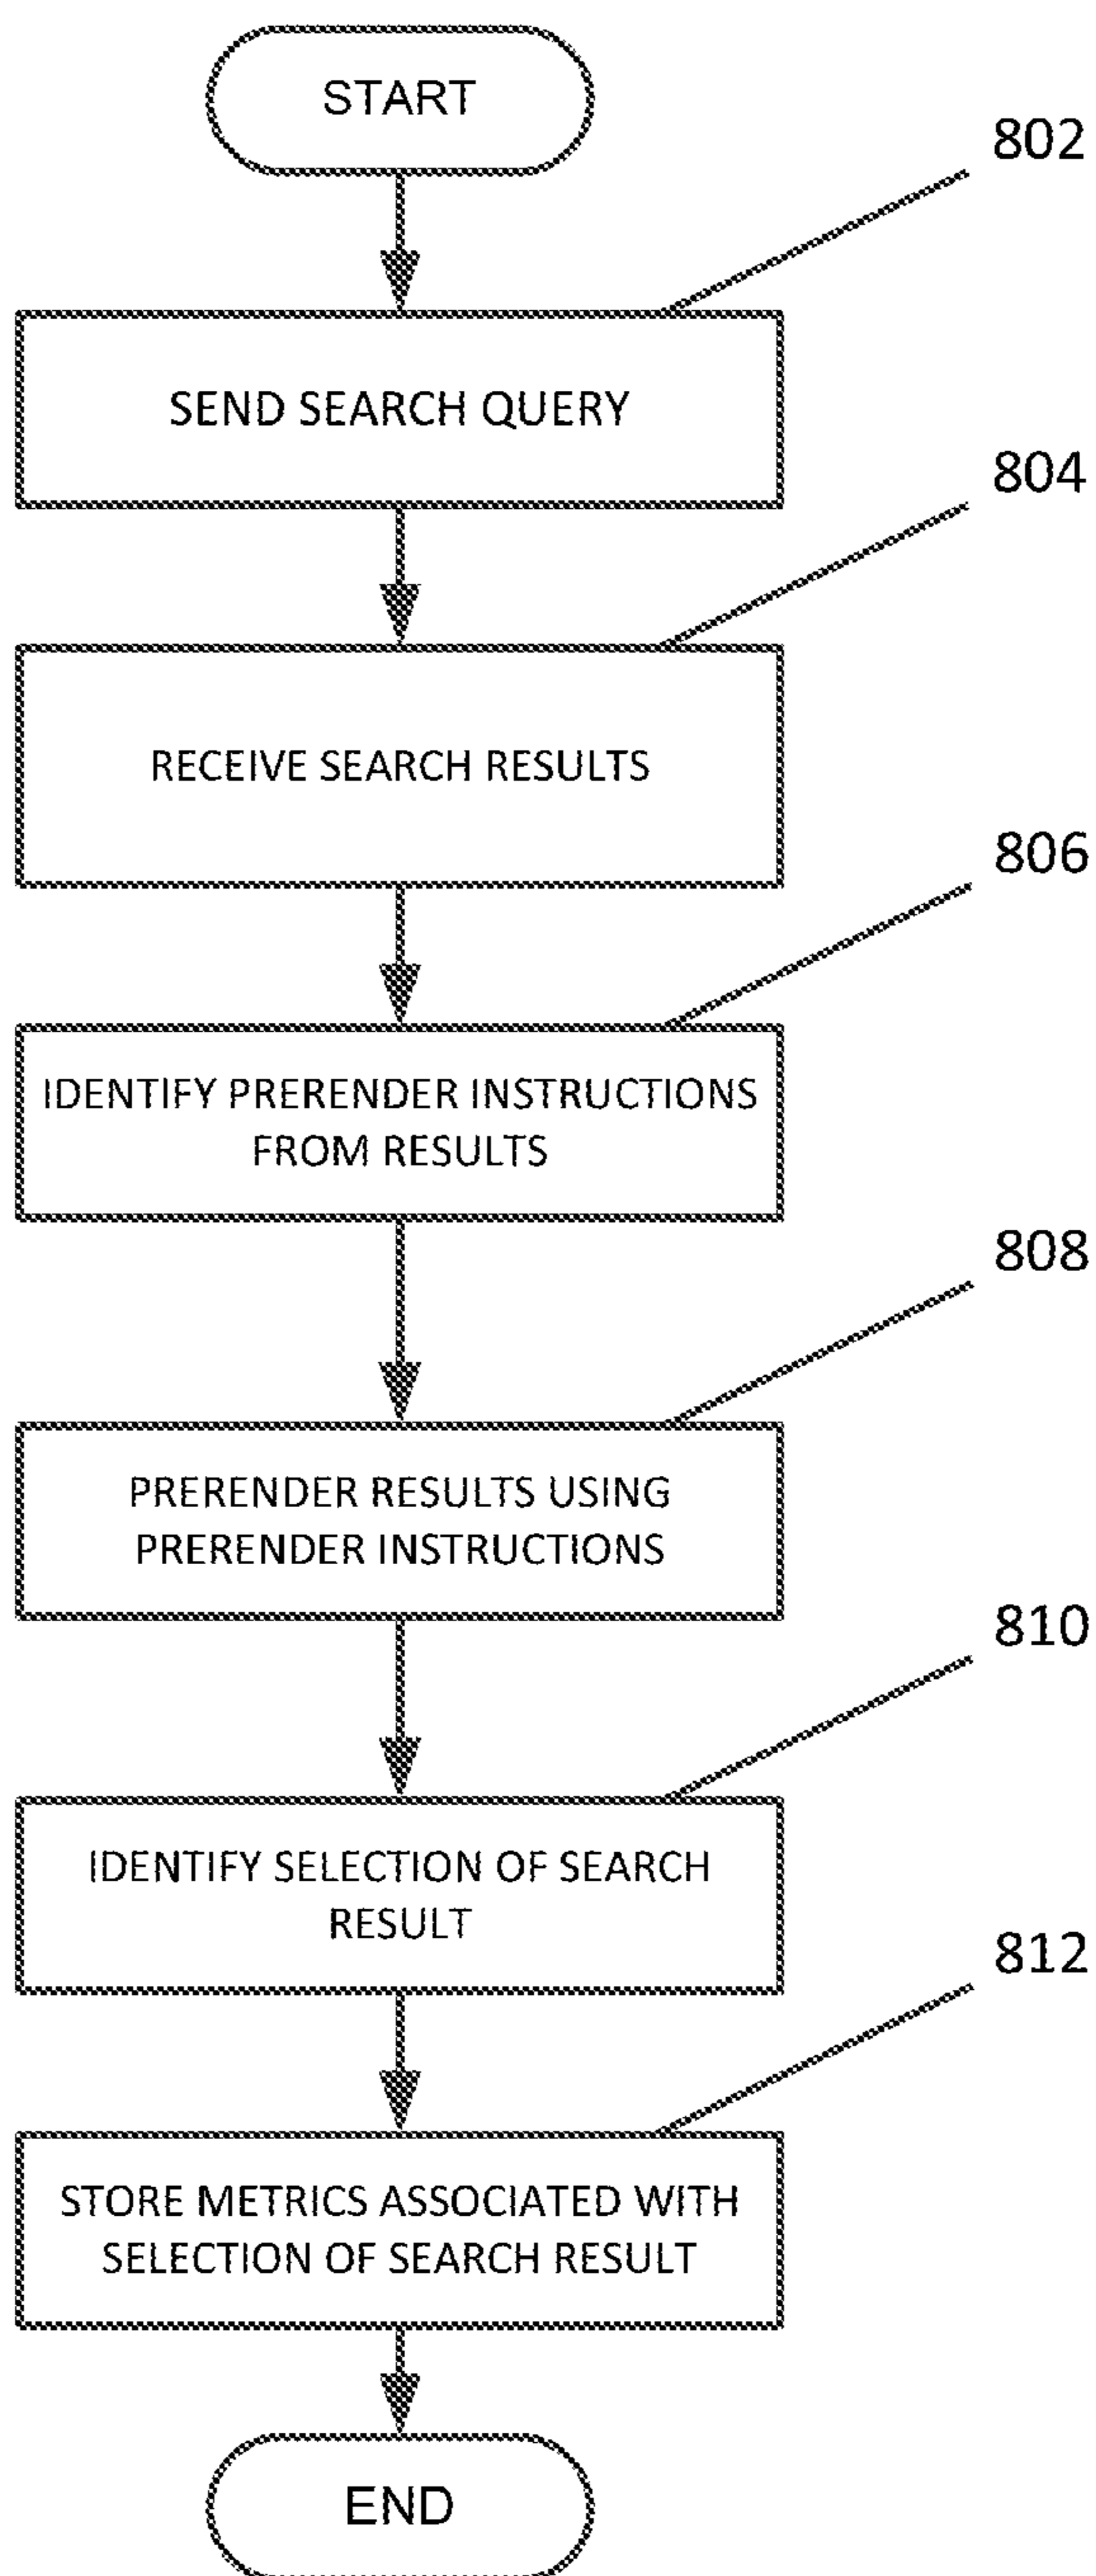 START
802
SEND SEARCH QUERY
804
RECEIVE SEARCH RESULTS
806
IDENTIFY PRERENDER INSTRUCTIONS
FROM RESULTS
808
PRERENDER RESULTS USING
PRERENDER INSTRUCTIONS
810
IDENTIFY SELECTION OF SEARCH
RESULT
812
STORE METRICS ASSOCIATED WITH
SELECTION OF SEARCH RESULT
END